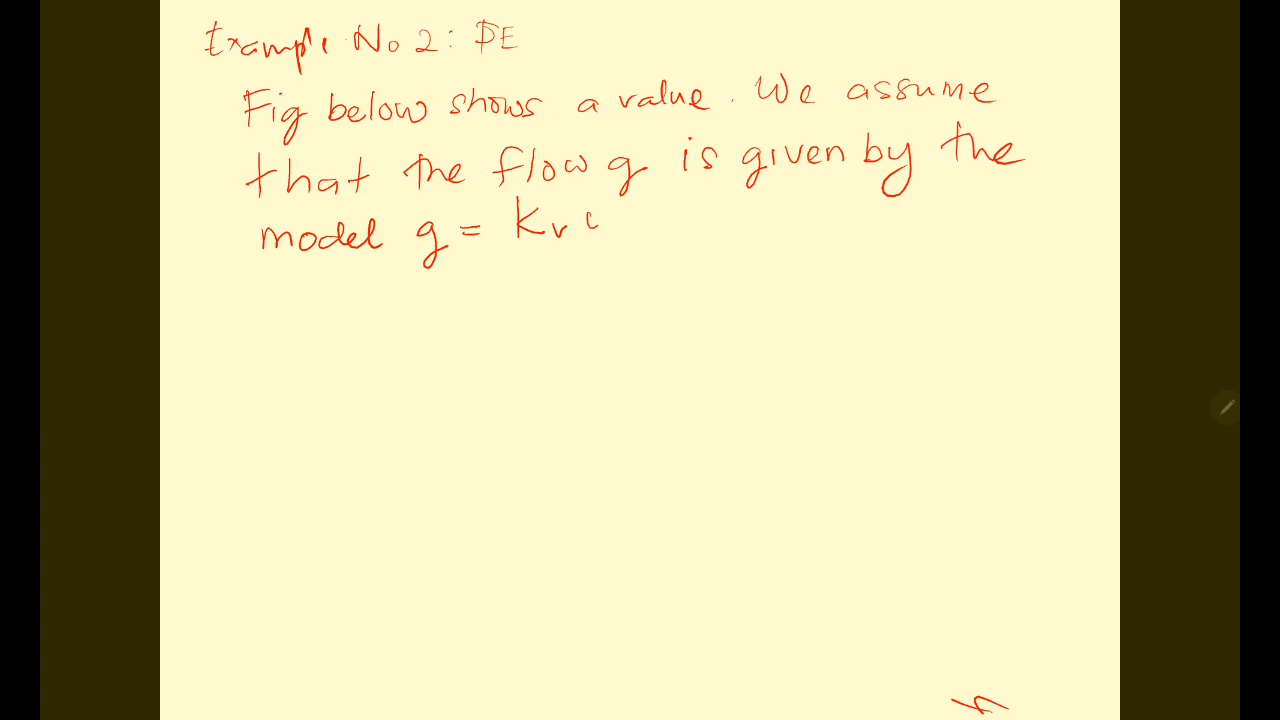 Example No 2: DE
Fig below shows a value. We assume
that the flow q is given by the
model q = Kv